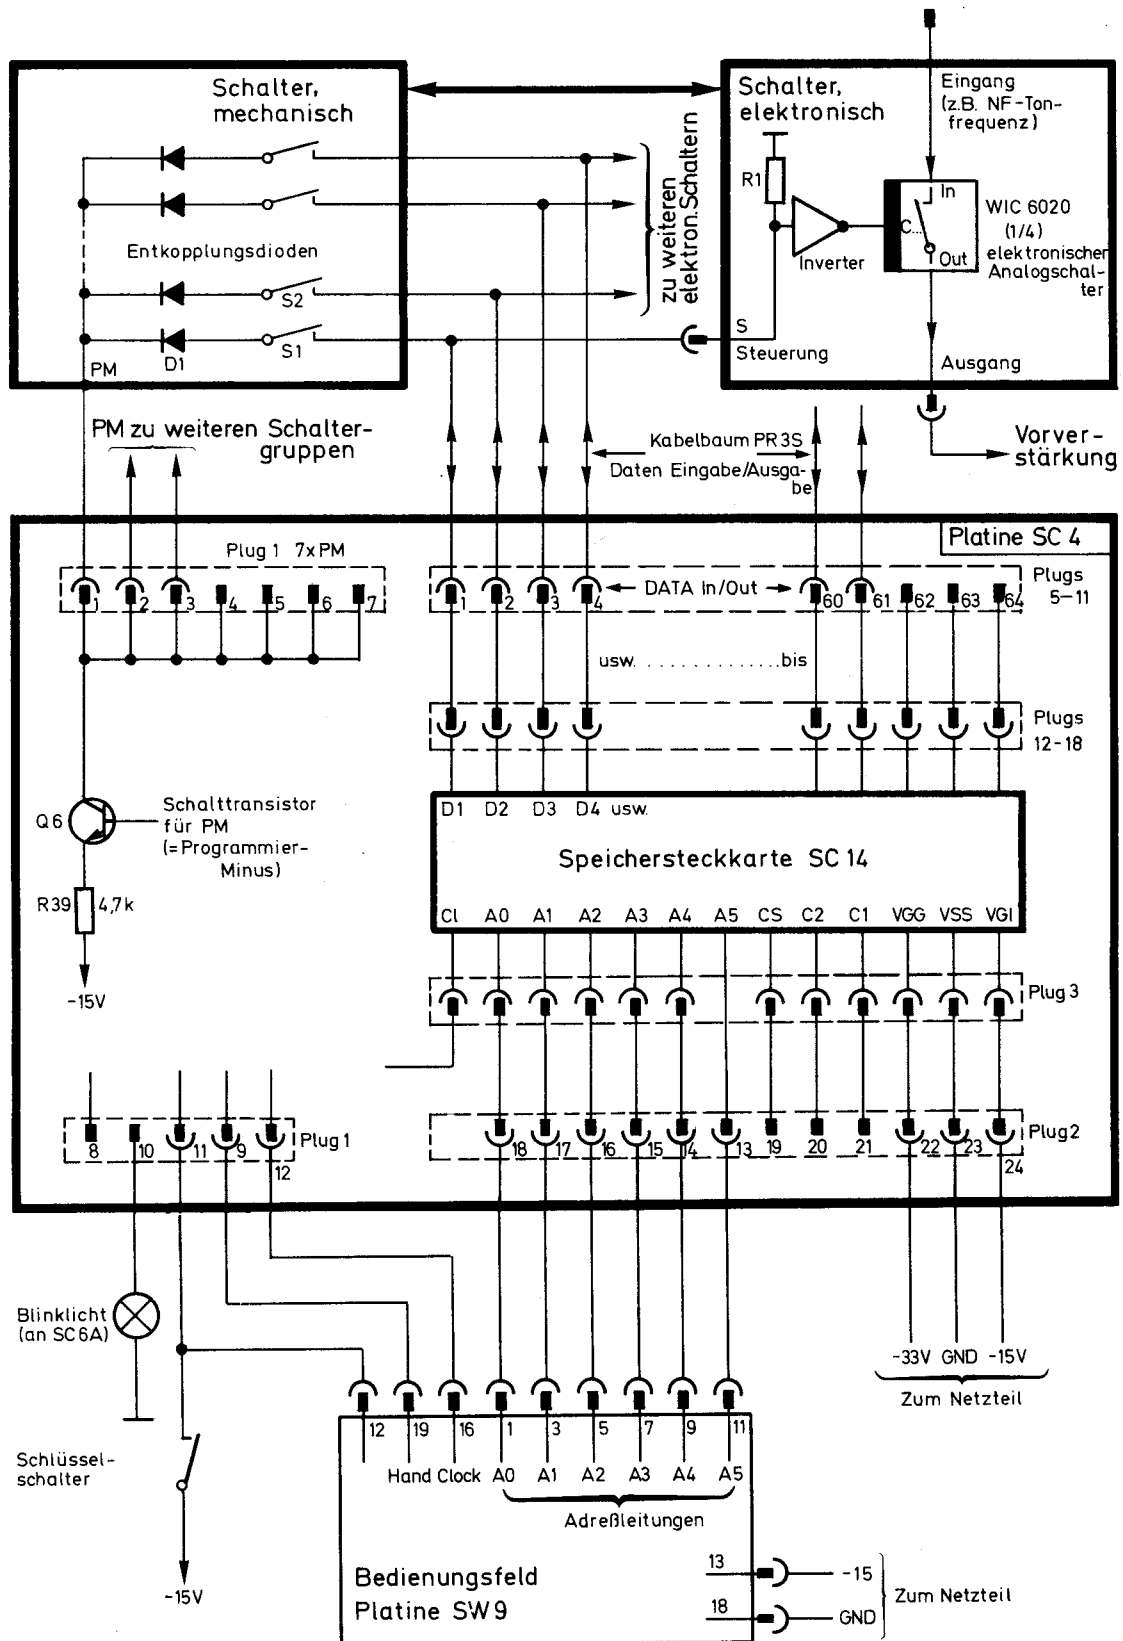 Schalter,
mechanisch
Entkopplungsdioden
S2
D1
S1
PM
Schalter,
elektronisch
Eingang
(z.B. NF-Ton-
frequenz)
R1
In
C...
Out
Inverter
WIC 6020
(1/4)
elektronischer
Analogschal-
ter
S
Steuerung
Ausgang
zu weiteren
elektron. Schaltern
PM zu weiteren Schalter-
gruppen
Kabelbaum PR3S
Daten Eingabe/Ausga-
be
Vorver-
stärkung
Platine SC 4
Plug 1 7xPM
1 2 3 4 5 6 7
1 2 3 4
DATA in/Out
60 61 62 63 64
Plugs
5-11
usw. . . . . . . . . . . . . bis
Plugs
12-18
Q6
Schalttransistor
für PM
(=Programmier-
Minus)
R39
4,7k
-15V
D1 D2 D3 D4 usw.
Speichersteckkarte SC 14
Cl A0 A1 A2 A3 A4 A5 CS C2 C1 VGG VSS VGI
Plug 3
8 10 11 9 12
Plug 1
18 17 16 15 14 13 19 20 21 22 23 24
Plug 2
Blinklicht
(an SC6A)
-33V GND -15V
Zum Netzteil
Schlüssel-
schalter
-15V
12 19 16 1 3 5 7 9 11
Hand Clock A0 A1 A2 A3 A4 A5
Adreßleitungen
Bedienungsfeld
Platine SW9
13
-15
18
GND
Zum Netzteil